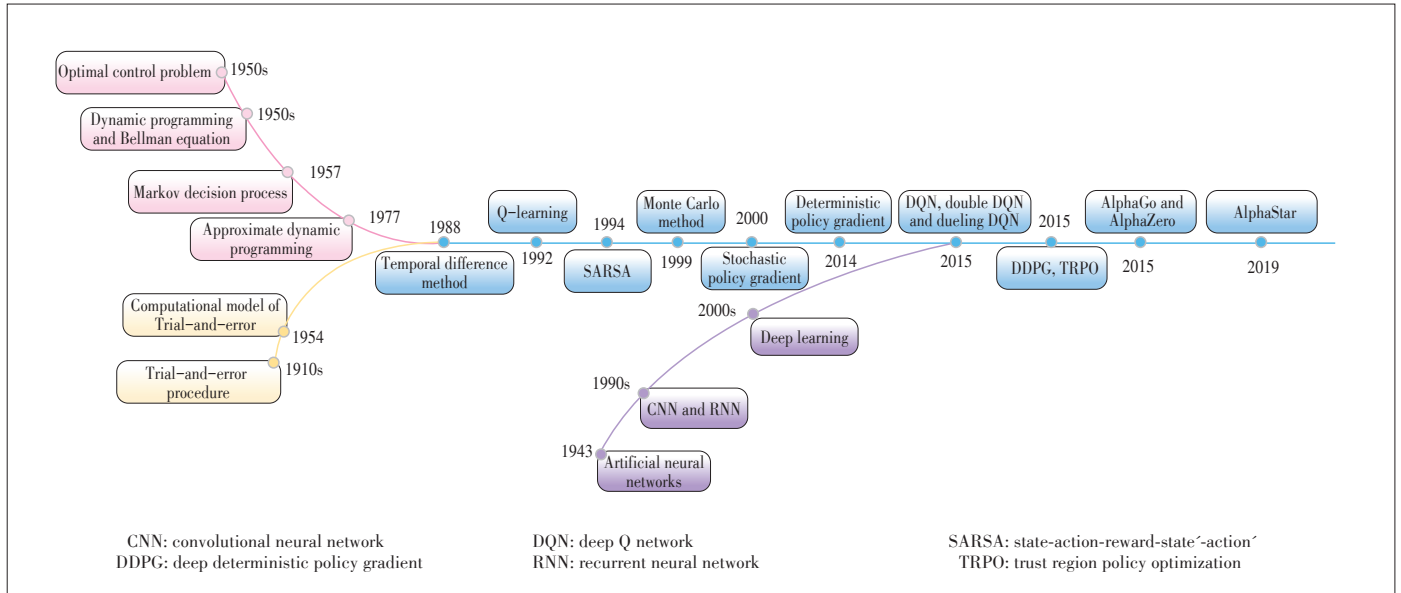 Optimal control problem
1950s
Dynamic programming
and Bellman equation
1950s
Markov decision process
1957
Approximate dynamic
programming
1977
Computational model of
Trial-and-error
1954
Trial-and-error
procedure
1910s
1988
Temporal difference
method
Q-learning
1992
1994
SARSA
Monte Carlo
method
1999
2000
Stochastic
policy gradient
Deterministic
policy gradient
2014
DQN, double DQN
and dueling DQN
2015
2015
DDPG, TRPO
AlphaGo and
AlphaZero
2015
AlphaStar
2019
2000s
Deep learning
1990s
CNN and RNN
1943
Artificial neural
networks
CNN: convolutional neural network
DDPG: deep deterministic policy gradient
DQN: deep Q network
RNN: recurrent neural network
SARSA: state-action-reward-state´-action´
TRPO: trust region policy optimization